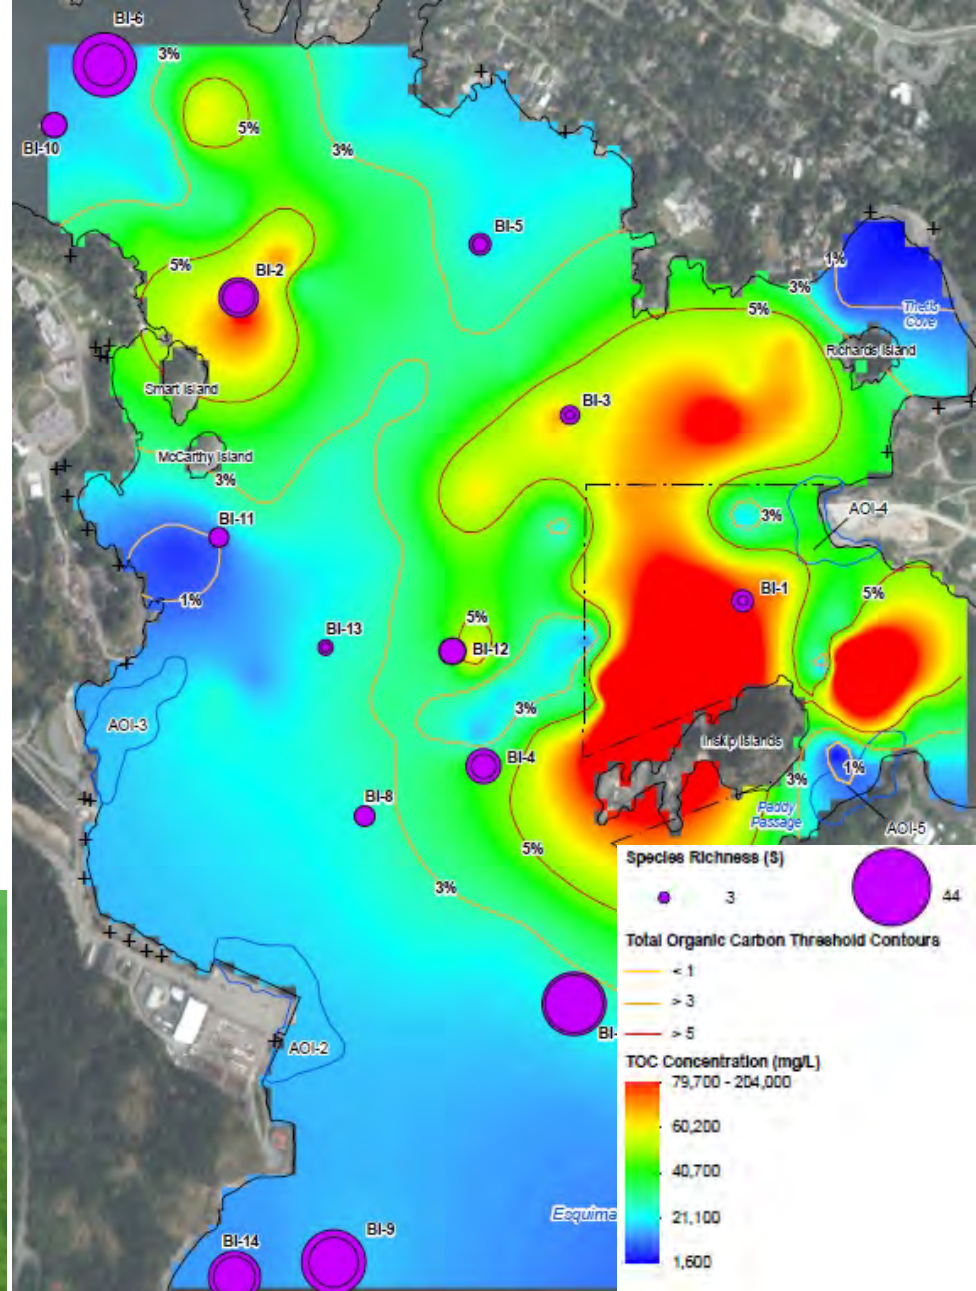 BI-6
3%
5%
3%
BI-10
BI-5
5%
BI-2
1%
3%
Thetis
Cove
5%
Richards Island
Smart Island
BI-3
McCarthy Island
3%
BI-11
3%
AOI-4
1%
BI-1
5%
5%
BI-13
BI-12
3%
AOI-3
Inskip Islands
BI-4
3%
1%
BI-8
Paddy
Passage
AOI-5
5%
3%
BI-
AOI-2
Esquima
BI-9
BI-14
Species Richness (S)
3
44
Total Organic Carbon Threshold Contours
< 1
> 3
> 5
TOC Concentration (mg/L)
79,700 - 204,000
60,200
40,700
21,100
1,600